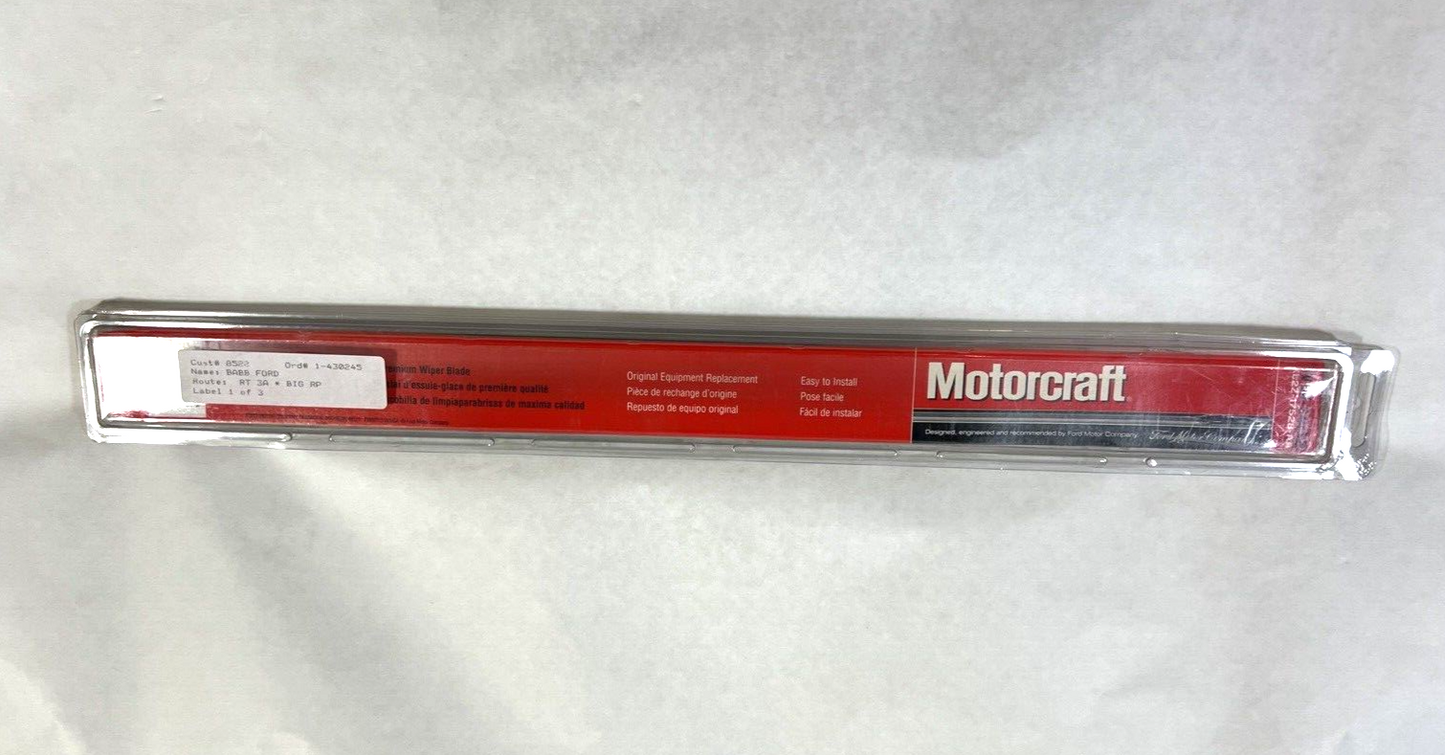 Cust# 8522 Ord# 1-430245
Name: BABB FORD
Route: RT 3A * BIG RP
Label 1 of 3
Wiper Blade
d'essuie-glace de première qualité
de limpiaparabrisas de maxima calidad
Original Equipment Replacement
Pièce de rechange d'origine
Repuesto de equipo original
Easy to Install
Pose facile
Fácil de instalar
Motorcraft
Designed, engineered and recommended by Ford Motor Company
Ford Motor Company